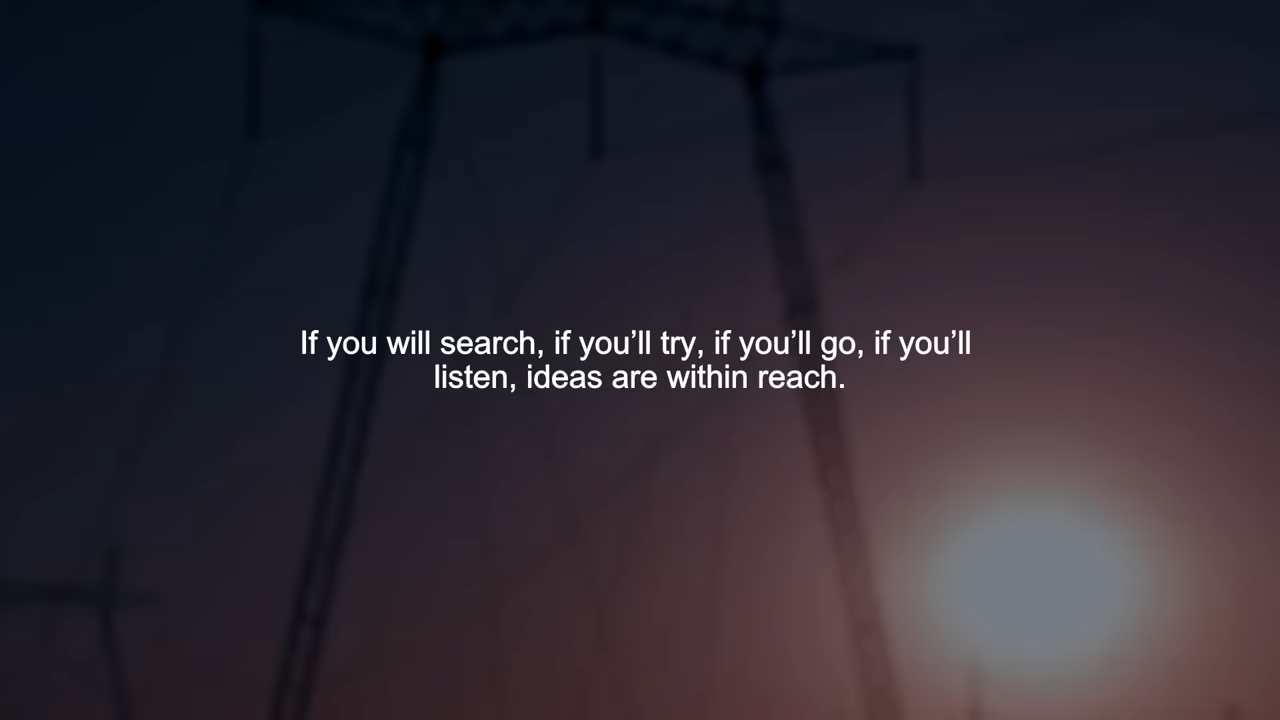 If you will search, if you’ll try, if you’ll go, if you’ll
listen, ideas are within reach.